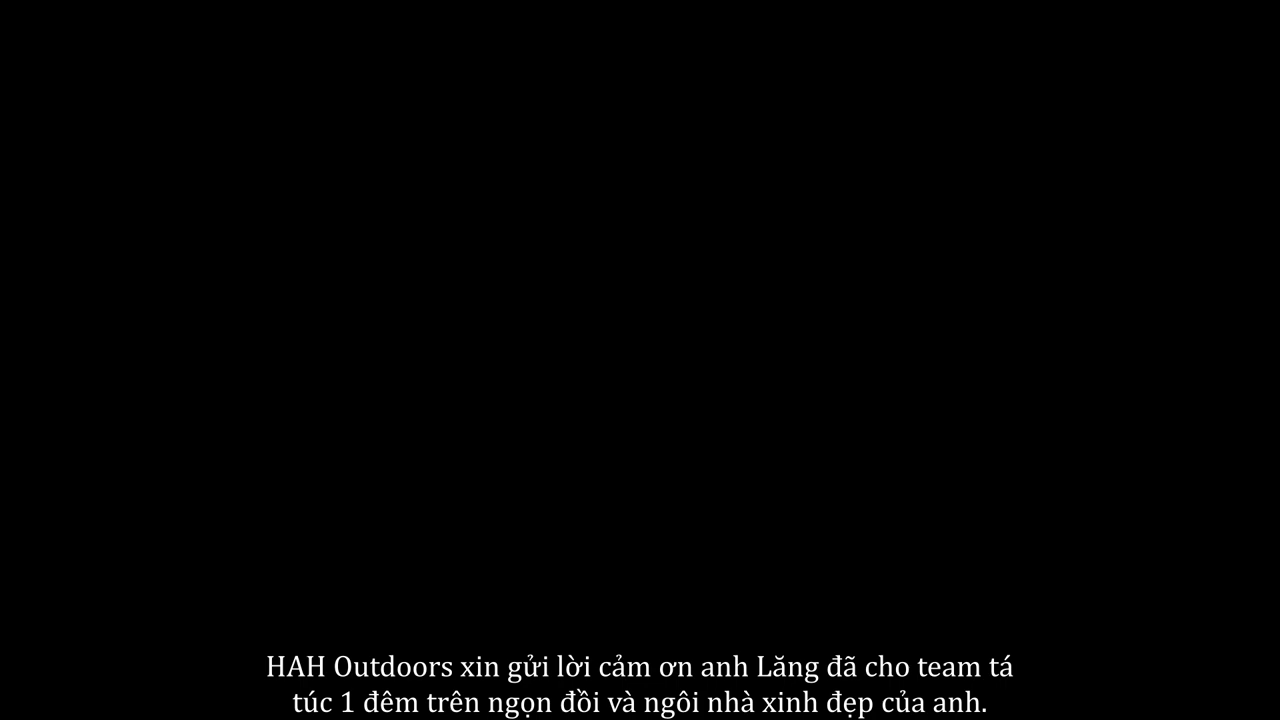 HAH Outdoors xin gửi lời cảm ơn anh Lăng đã cho team tá
túc 1 đêm trên ngọn đồi và ngôi nhà xinh đẹp của anh.